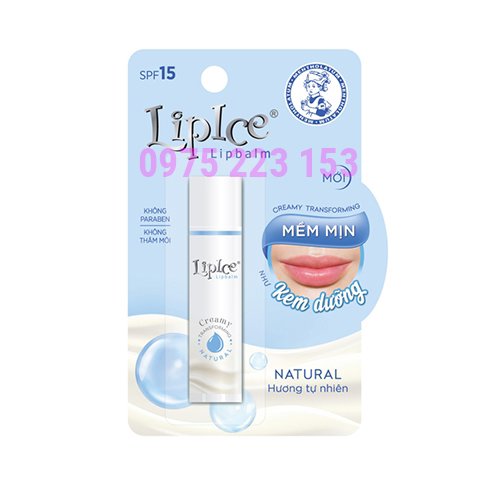 SPF15
MENTHOLATUM
LipIce®
Lipbalm
0975 223 153
MỚI
CREAMY TRANSFORMING
MỀM MỊN
NHƯ
Kem dưỡng
KHÔNG
PARABEN
KHÔNG
THÂM MÔI
LipIce®
Lipbalm
Creamy
TRANSFORMING
NATURAL
NATURAL
Hương tự nhiên